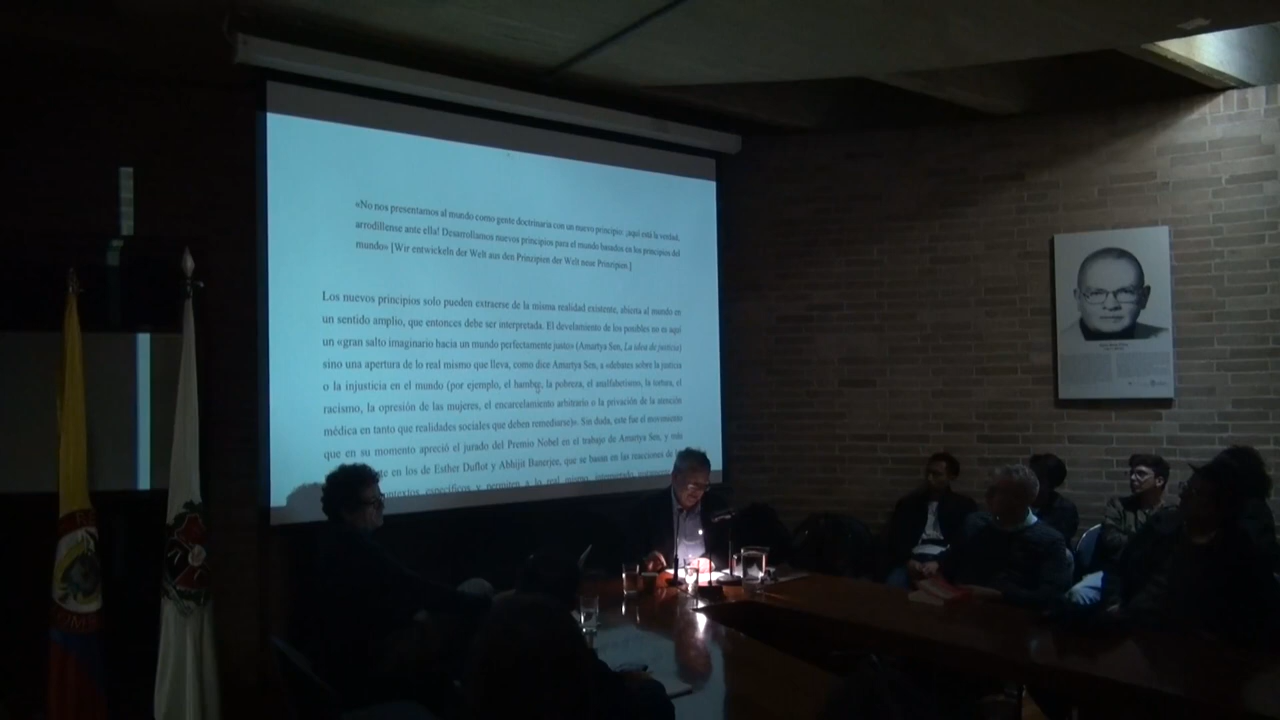 «No nos presentamos al mundo como gente doctrinaria con un nuevo principio: ¡aquí está la verdad,
arrodíllense ante ella! Desarrollamos nuevos principios para el mundo basados en los principios del
mundo» [Wir entwickeln der Welt aus den Prinzipien der Welt neue Prinzipien.]
Los nuevos principios solo pueden extraerse de la misma realidad existente, abierta al mundo en
un sentido amplio, que entonces debe ser interpretada. El develamiento de los posibles no es aquí
un «gran salto imaginario hacia un mundo perfectamente justo» (Amartya Sen, La idea de justicia)
sino una apertura de lo real mismo que lleva, como dice Amartya Sen, a «debates sobre la justicia
o la injusticia en el mundo (por ejemplo, el hambre, la pobreza, el analfabetismo, la tortura, el
racismo, la opresión de las mujeres, el encarcelamiento arbitrario o la privación de la atención
médica en tanto que realidades sociales que deben remediarse)». Sin duda, este fue el movimiento
que en su momento apreció el jurado del Premio Nobel en el trabajo de Amartya Sen, y más
en los de Esther Duflot y Abhijit Banerjee, que se basan en las reacciones de
específicos y permiten a lo real mismo,